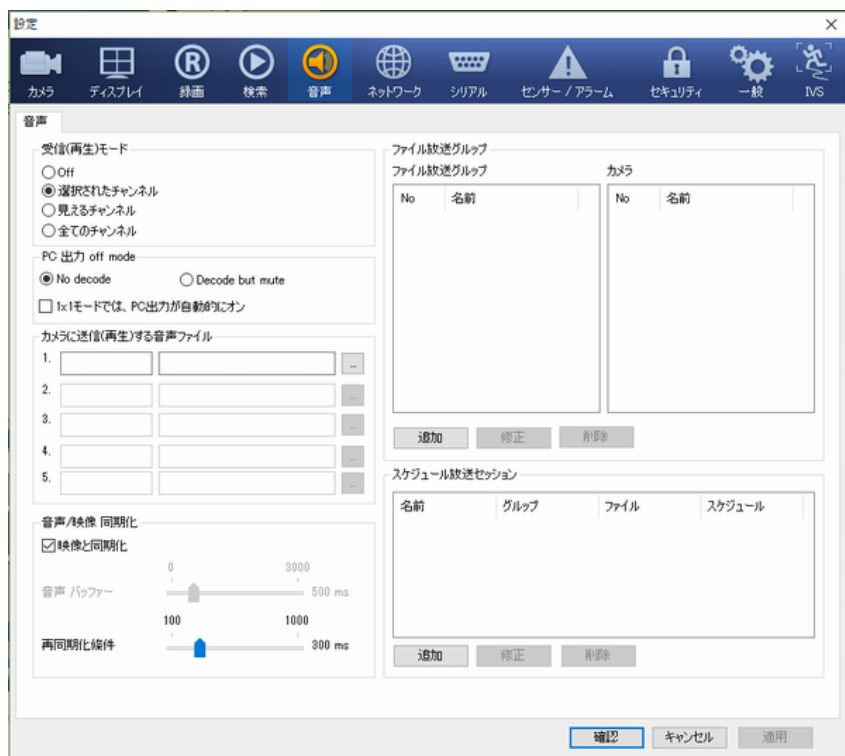 設定
カメラ ディスプレイ 録画 検索 音声 ネットワーク シリアル センサー / アラーム セキュリティ 一般 IVS
音声
受信(再生)モード
Off
選択されたチャンネル
見えるチャンネル
全てのチャンネル
PC 出力 off mode
No decode Decode but mute
1x1モードでは、PC出力が自動的にオン
カメラに送信(再生)する音声ファイル
1. ...
2. ...
3. ...
4. ...
5. ...
音声/映像 同期化
映像と同期化
0 3000
音声 バッファー 500 ms
100 1000
再同期化條件 300 ms
ファイル放送グルップ
ファイル放送グルップ カメラ
No 名前 No 名前
追加 修正 削除
スケジュール放送セッション
名前 グルップ ファイル スケジュール
追加 修正 削除
確認 キャンセル 適用